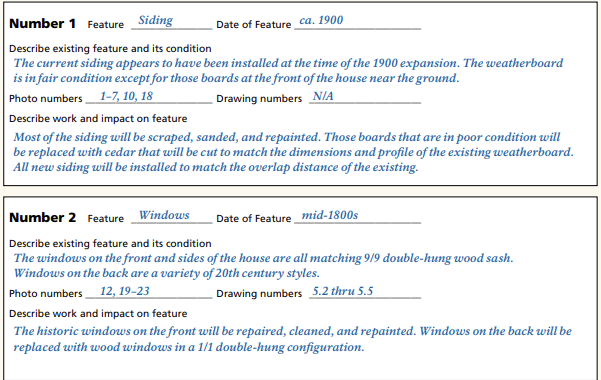 Number 1 Feature Siding Date of Feature ca. 1900
Describe existing feature and its condition
The current siding appears to have been installed at the time of the 1900 expansion. The weatherboard
is in fair condition except for those boards at the front of the house near the ground.
Photo numbers 1-7, 10, 18 Drawing numbers N/A
Describe work and impact on feature
Most of the siding will be scraped, sanded, and repainted. Those boards that are in poor condition will
be replaced with cedar that will be cut to match the dimensions and profile of the existing weatherboard.
All new siding will be installed to match the overlap distance of the existing.
Number 2 Feature Windows Date of Feature mid-1800s
Describe existing feature and its condition
The windows on the front and sides of the house are all matching 9/9 double-hung wood sash.
Windows on the back are a variety of 20th century styles.
Photo numbers 12, 19-23 Drawing numbers 5.2 thru 5.5
Describe work and impact on feature
The historic windows on the front will be repaired, cleaned, and repainted. Windows on the back will be
replaced with wood windows in a 1/1 double-hung configuration.